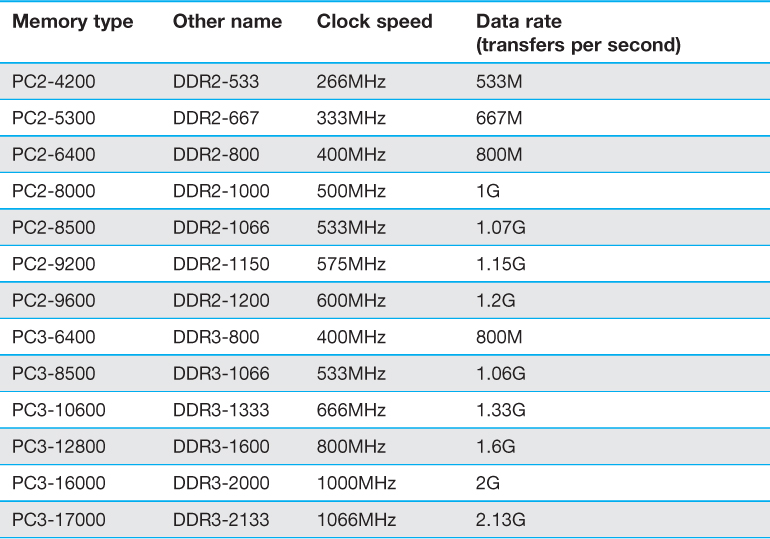 Memory type Other name Clock speed Data rate
(transfers per second)
PC2-4200 DDR2-533 266MHz 533M
PC2-5300 DDR2-667 333MHz 667M
PC2-6400 DDR2-800 400MHz 800M
PC2-8000 DDR2-1000 500MHz 1G
PC2-8500 DDR2-1066 533MHz 1.07G
PC2-9200 DDR2-1150 575MHz 1.15G
PC2-9600 DDR2-1200 600MHz 1.2G
PC3-6400 DDR3-800 400MHz 800M
PC3-8500 DDR3-1066 533MHz 1.06G
PC3-10600 DDR3-1333 666MHz 1.33G
PC3-12800 DDR3-1600 800MHz 1.6G
PC3-16000 DDR3-2000 1000MHz 2G
PC3-17000 DDR3-2133 1066MHz 2.13G